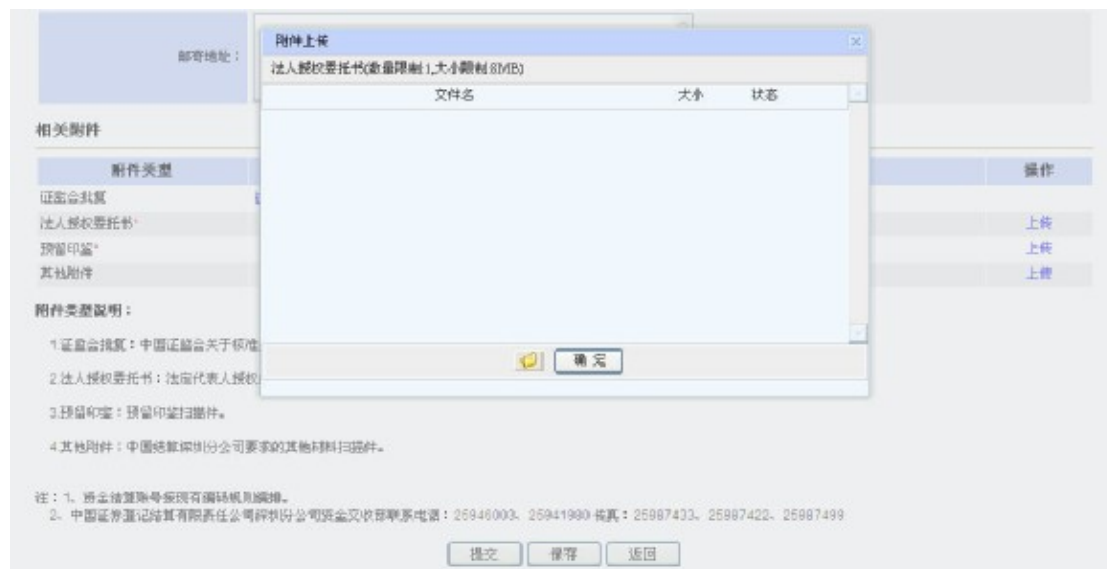 附件上传
邮寄地址：
法人授权委托书(数量限制:1,大小限制:8MB)
文件名 大小 状态
相关附件
附件类型 操作
证监会批复
法人授权委托书* 上传
预留印鉴* 上传
其他附件 上传
附件类型说明：
1.证监会批复：中国证监会关于核准
确定
2.法人授权委托书：法定代表人授权
3.预留印鉴：预留印鉴扫描件。
4.其他附件：中国结算深圳分公司要求的其他材料扫描件。
注：1、资金结算账号按现有编码规则编排。
2、中国证券登记结算有限责任公司深圳分公司资金交收部联系电话：25946003、25941980 传真：25987433、25987422、25987499
提交 保存 返回